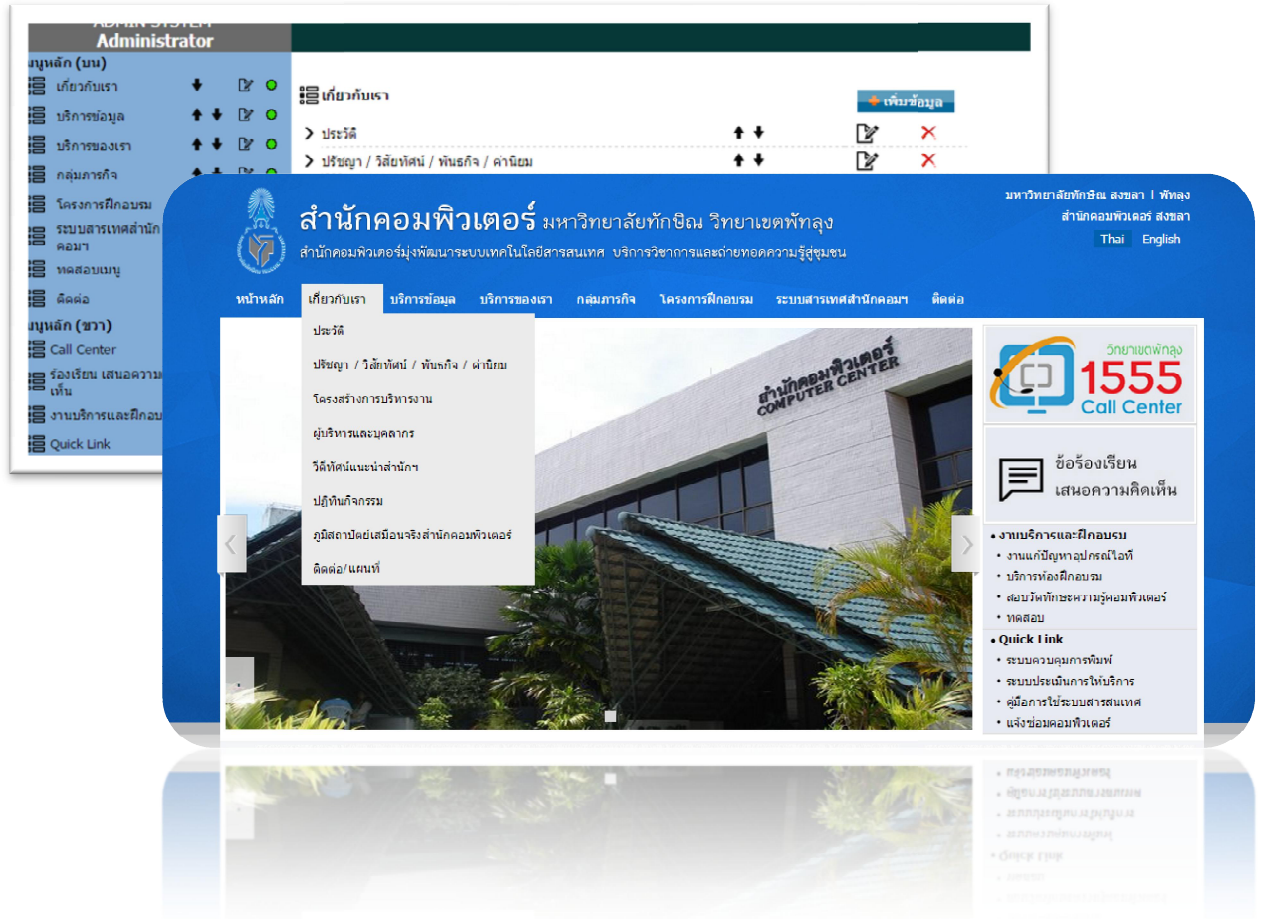 ADMIN SYSTEM
Administrator
มนูหลัก (บน)
เกี่ยวกับเรา
บริการข้อมูล
บริการของเรา
กลุ่มภารกิจ
โครงการฝึกอบรม
ระบบสารเทศสำนัก
คอมฯ
ทดสอบเมนู
ติดต่อ
มนูหลัก (ขวา)
Call Center
ร้องเรียน เสนอความ
เห็น
งานบริการและฝึกอบ
Quick Link
เกี่ยวกับเรา
เพิ่มข้อมูล
ประวัติ
ปรัชญา / วิสัยทัศน์ / พันธกิจ / ค่านิยม
สำนักคอมพิวเตอร์ มหาวิทยาลัยทักษิณ วิทยาเขตพัทลุง
สำนักคอมพิวเตอร์มุ่งพัฒนาระบบเทคโนโลยีสารสนเทศ บริการวิชาการและถ่ายทอดความรู้สู่ชุมชน
มหาวิทยาลัยทักษิณ สงขลา | พัทลุง
สำนักคอมพิวเตอร์ สงขลา
Thai English
หน้าหลัก เกี่ยวกับเรา บริการข้อมูล บริการของเรา กลุ่มภารกิจ โครงการฝึกอบรม ระบบสารเทศสำนักคอมฯ ติดต่อ
ประวัติ
ปรัชญา / วิสัยทัศน์ / พันธกิจ / ค่านิยม
โครงสร้างการบริหารงาน
ผู้บริหารและบุคลากร
วีดีทัศน์แนะนำสำนักฯ
ปฏิทินกิจกรรม
ภูมิสถาปัตย์เสมือนจริงสำนักคอมพิวเตอร์
ติดต่อ/แผนที่
สำนักคอมพิวเตอร์
COMPUTER CENTER
วิทยาเขตพัทลุง
1555
Call Center
ข้อร้องเรียน
เสนอความคิดเห็น
• งานบริการและฝึกอบรม
• งานแก้ปัญหาอุปกรณ์ไอที
• บริการห้องฝึกอบรม
• สอบวัดทักษะความรู้คอมพิวเตอร์
• ทดสอบ
• Quick Link
• ระบบควบคุมการพิมพ์
• ระบบประเมินการให้บริการ
• คู่มือการใช้ระบบสารสนเทศ
• แจ้งซ่อมคอมพิวเตอร์